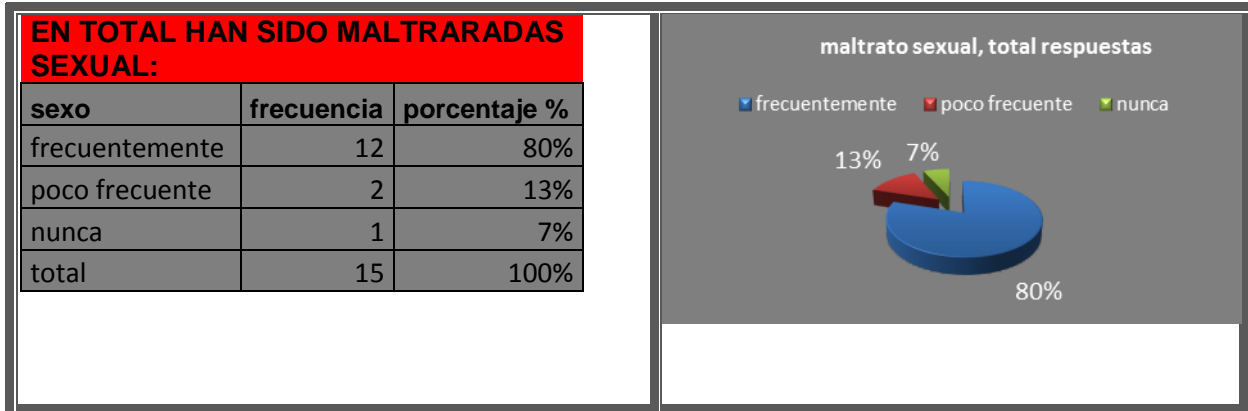 EN TOTAL HAN SIDO MALTRARADAS
SEXUAL:
sexo frecuencia porcentaje %
frecuentemente 12 80%
poco frecuente 2 13%
nunca 1 7%
total 15 100%
maltrato sexual, total respuestas
frecuentemente poco frecuente nunca
13% 7%
80%